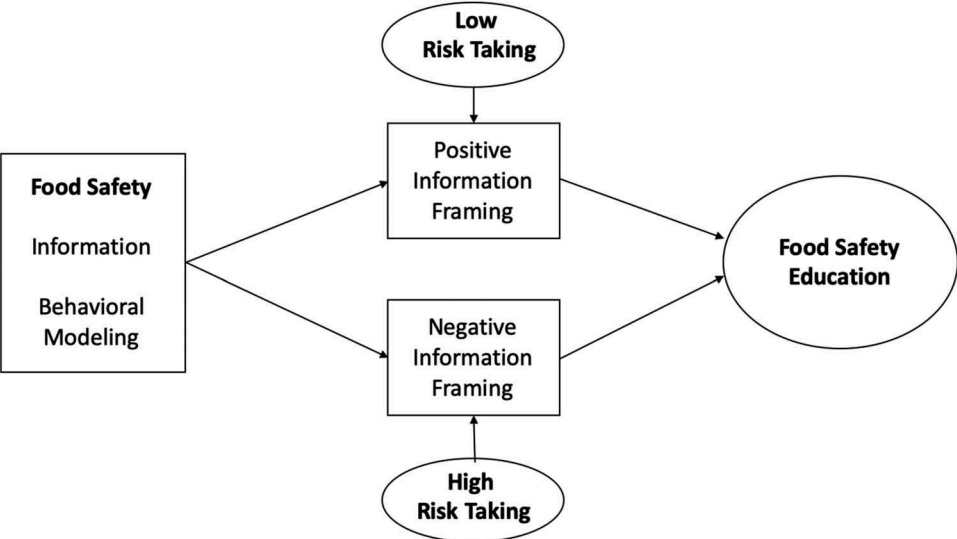 Low
Risk Taking
Positive
Information
Framing
Food Safety
Information
Behavioral
Modeling
Food Safety
Education
Negative
Information
Framing
High
Risk Taking